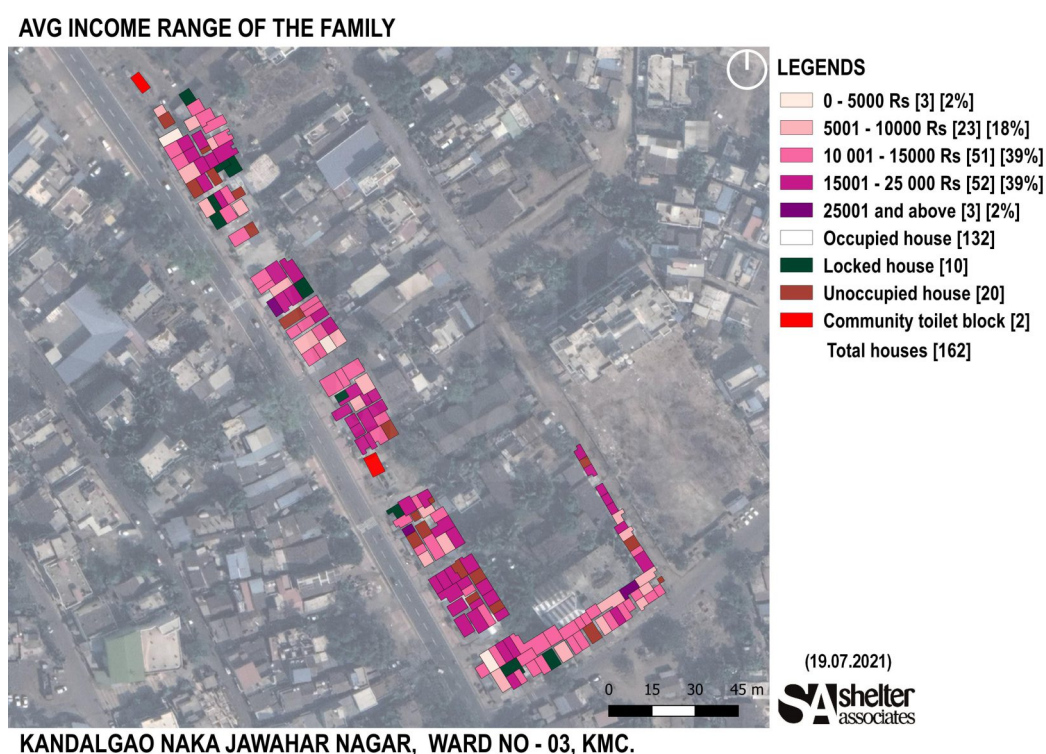 AVG INCOME RANGE OF THE FAMILY
LEGENDS
0 - 5000 Rs [3] [2%]
5001 - 10000 Rs [23] [18%]
10 001 - 15000 Rs [51] [39%]
15001 - 25 000 Rs [52] [39%]
25001 and above [3] [2%]
Occupied house [132]
Locked house [10]
Unoccupied house [20]
Community toilet block [2]
Total houses [162]
(19.07.2021)
0 15 30 45 m
SA shelter
associates
KANDALGAO NAKA JAWAHAR NAGAR, WARD NO - 03, KMC.